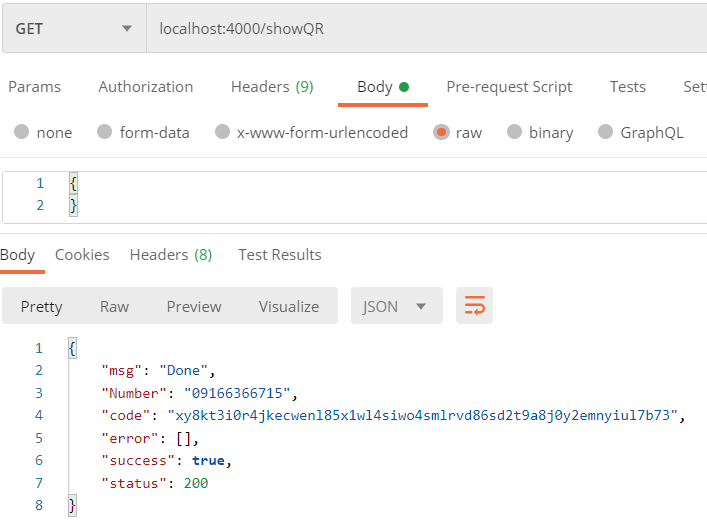 GET localhost:4000/showQR
Params Authorization Headers (9) Body Pre-request Script Tests Set
none form-data x-www-form-urlencoded raw binary GraphQL
1 {
2 }
Body Cookies Headers (8) Test Results
Pretty Raw Preview Visualize JSON
1 {
2 "msg": "Done",
3 "Number": "09166366715",
4 "code": "xy8kt3i0r4jkecwenl85x1wl4siwo4smlrvd86sd2t9a8j0y2emnyiul7b73",
5 "error": [],
6 "success": true,
7 "status": 200
8 }